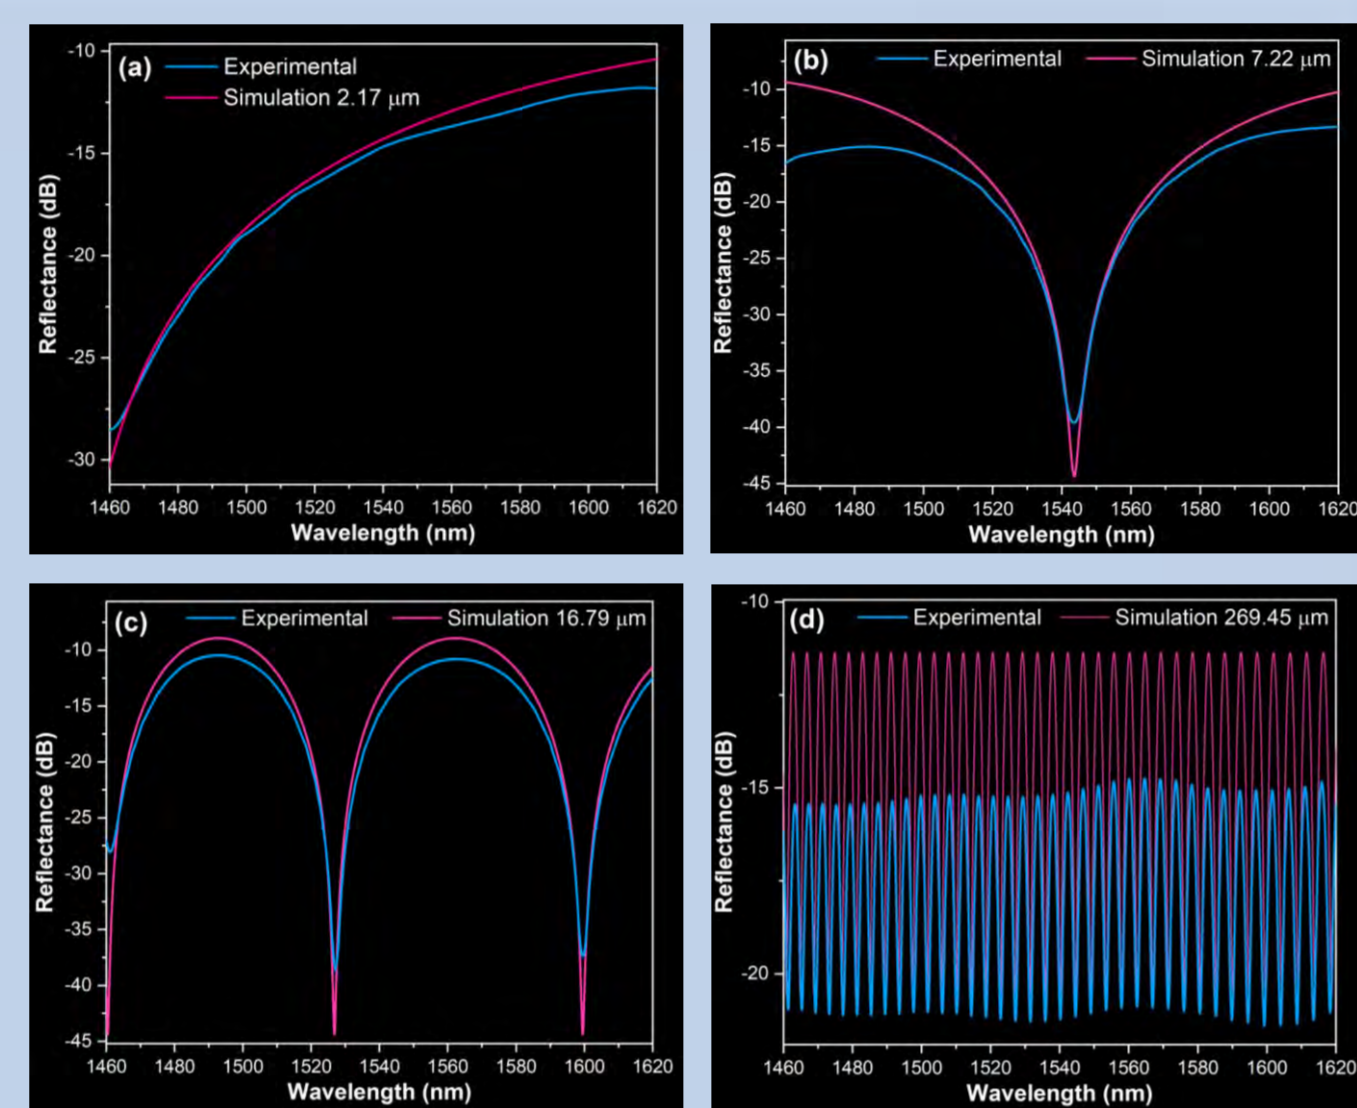 (a)
Experimental
Simulation 2.17 μm
-10
-15
-20
-25
-30
Reflectance (dB)
1460 1480 1500 1520 1540 1560 1580 1600 1620
Wavelength (nm)
(b)
Experimental
Simulation 7.22 μm
-10
-15
-20
-25
-30
-35
-40
-45
Reflectance (dB)
1460 1480 1500 1520 1540 1560 1580 1600 1620
Wavelength (nm)
(c)
Experimental
Simulation 16.79 μm
-10
-15
-20
-25
-30
-35
-40
-45
Reflectance (dB)
1460 1480 1500 1520 1540 1560 1580 1600 1620
Wavelength (nm)
(d)
Experimental
Simulation 269.45 μm
-10
-15
-20
Reflectance (dB)
1460 1480 1500 1520 1540 1560 1580 1600 1620
Wavelength (nm)